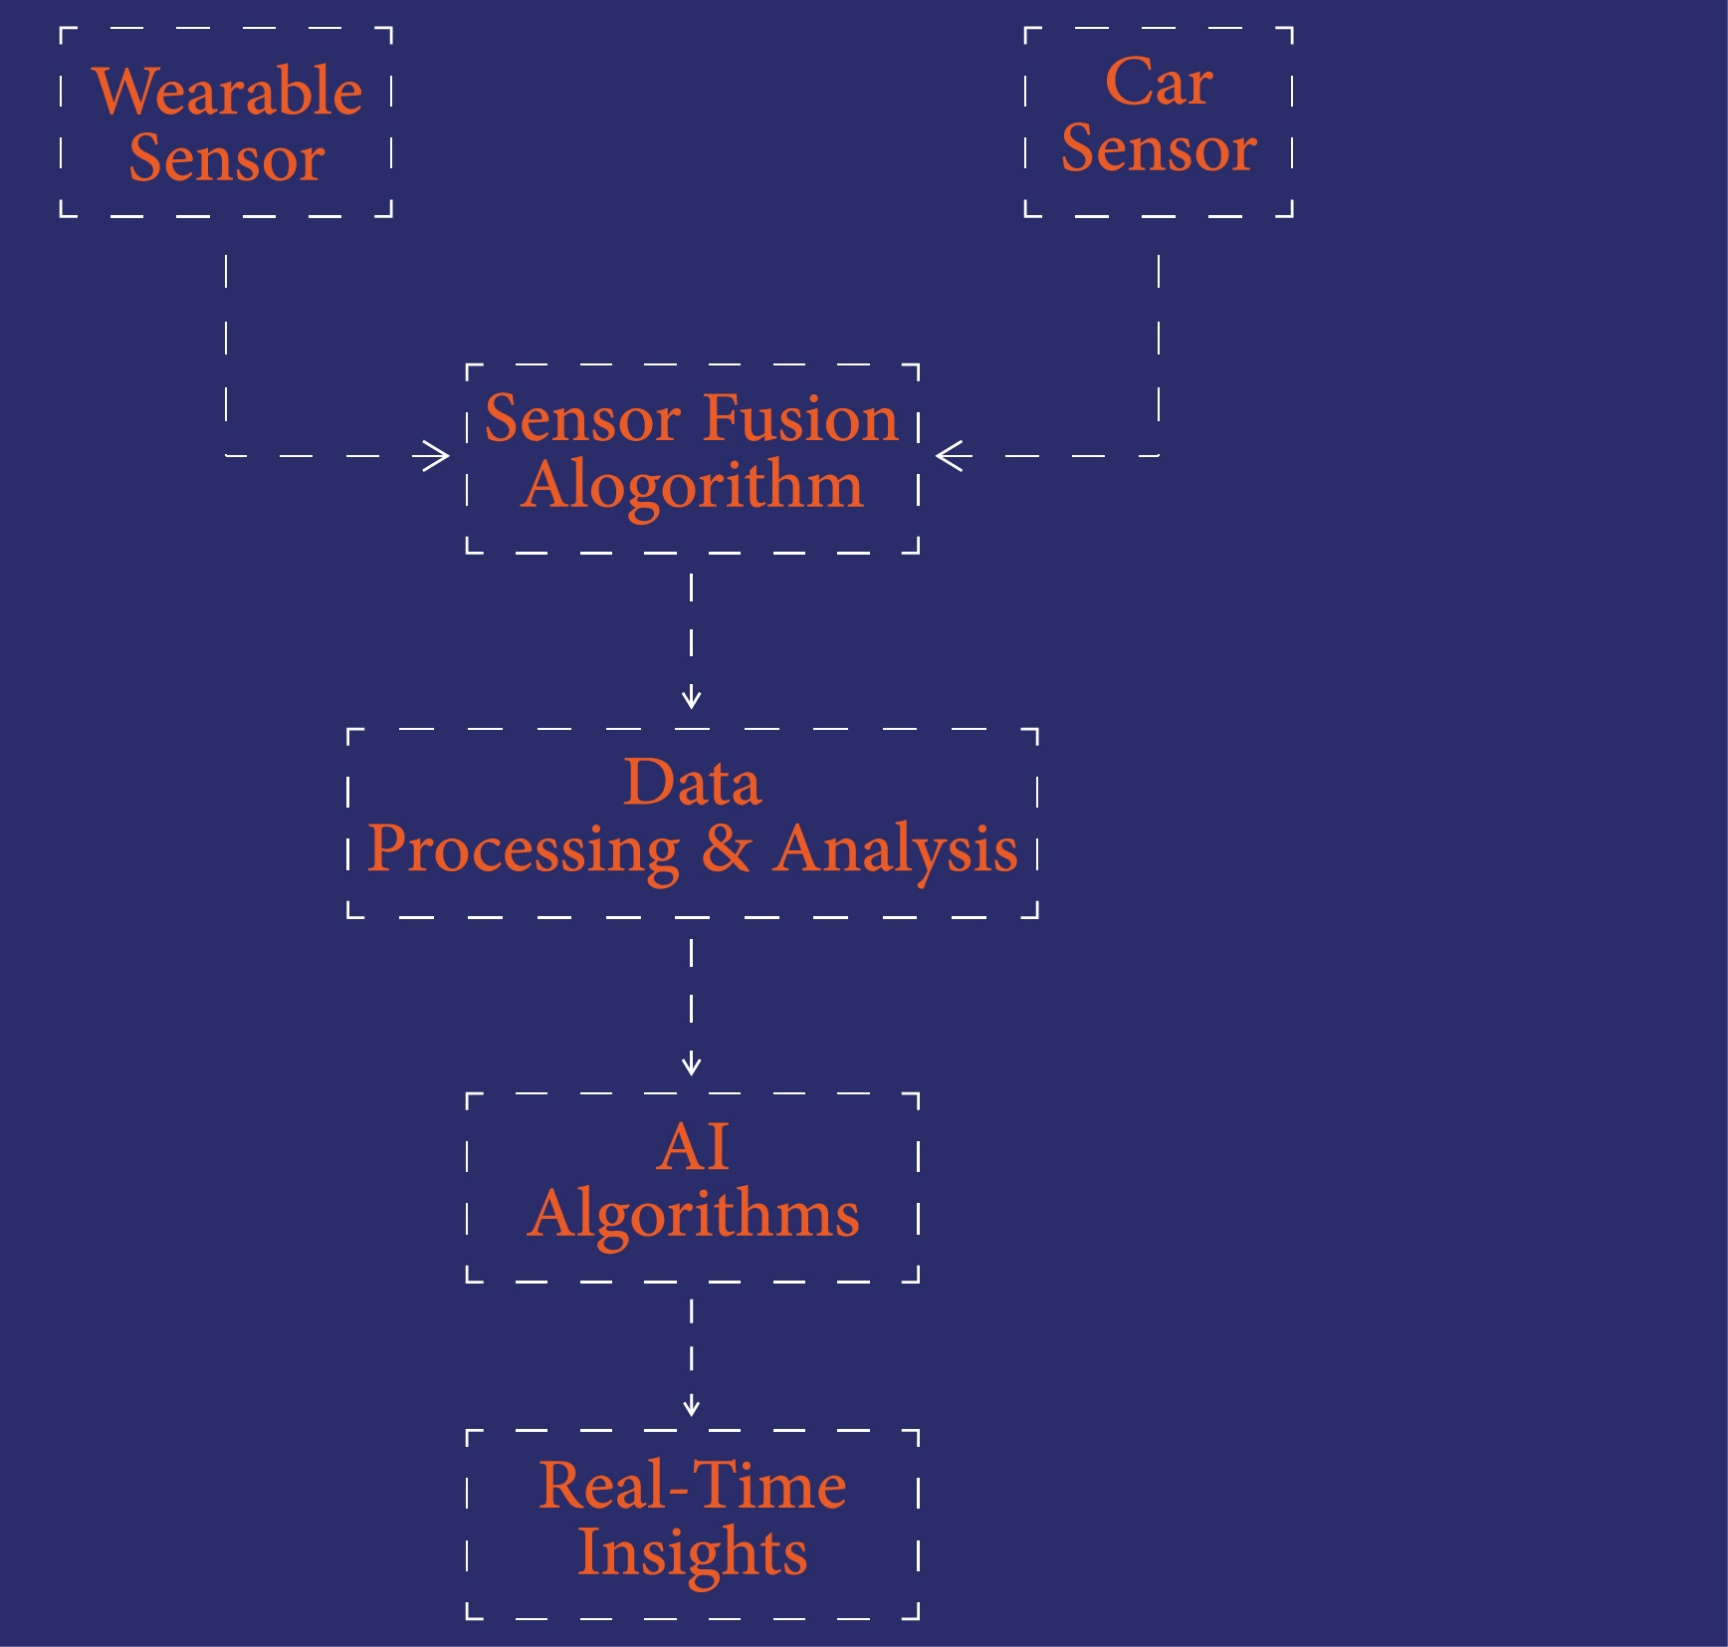 Wearable
Sensor
Car
Sensor
Sensor Fusion
Alogorithm
Data
Processing & Analysis
AI
Algorithms
Real-Time
Insights